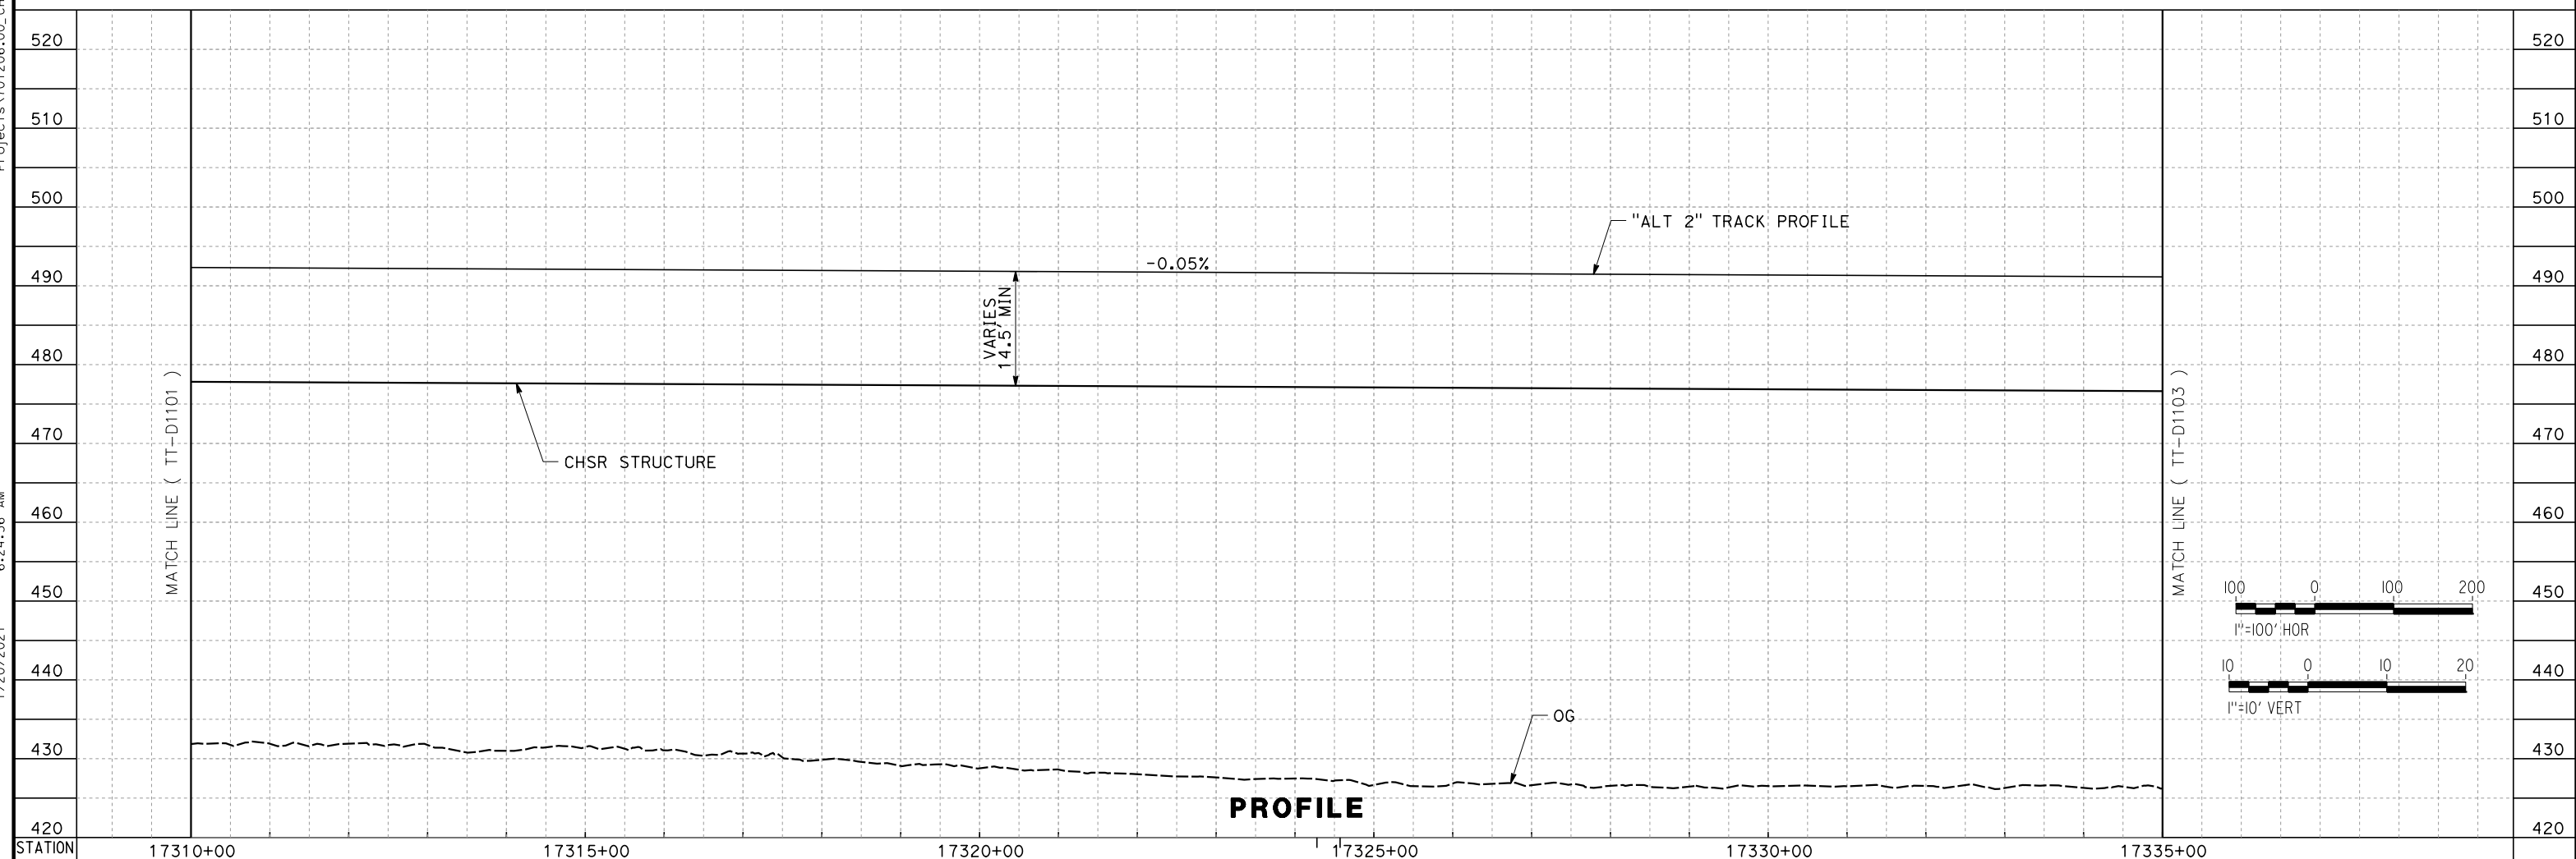 520 520
510 510
500 500
"ALT 2" TRACK PROFILE
490 -0.05% 490
VARIES
14.5' MIN
480 480
MATCH LINE ( TT-D1101 )
MATCH LINE ( TT-D1103 )
470 470
CHSR STRUCTURE
460 460
450 450
100 0 100 200
1"=100' HOR
440 440
10 0 10 20
1"=10' VERT
OG
430 430
PROFILE
420 420
STATION 17310+00 17315+00 17320+00 17325+00 17330+00 17335+00